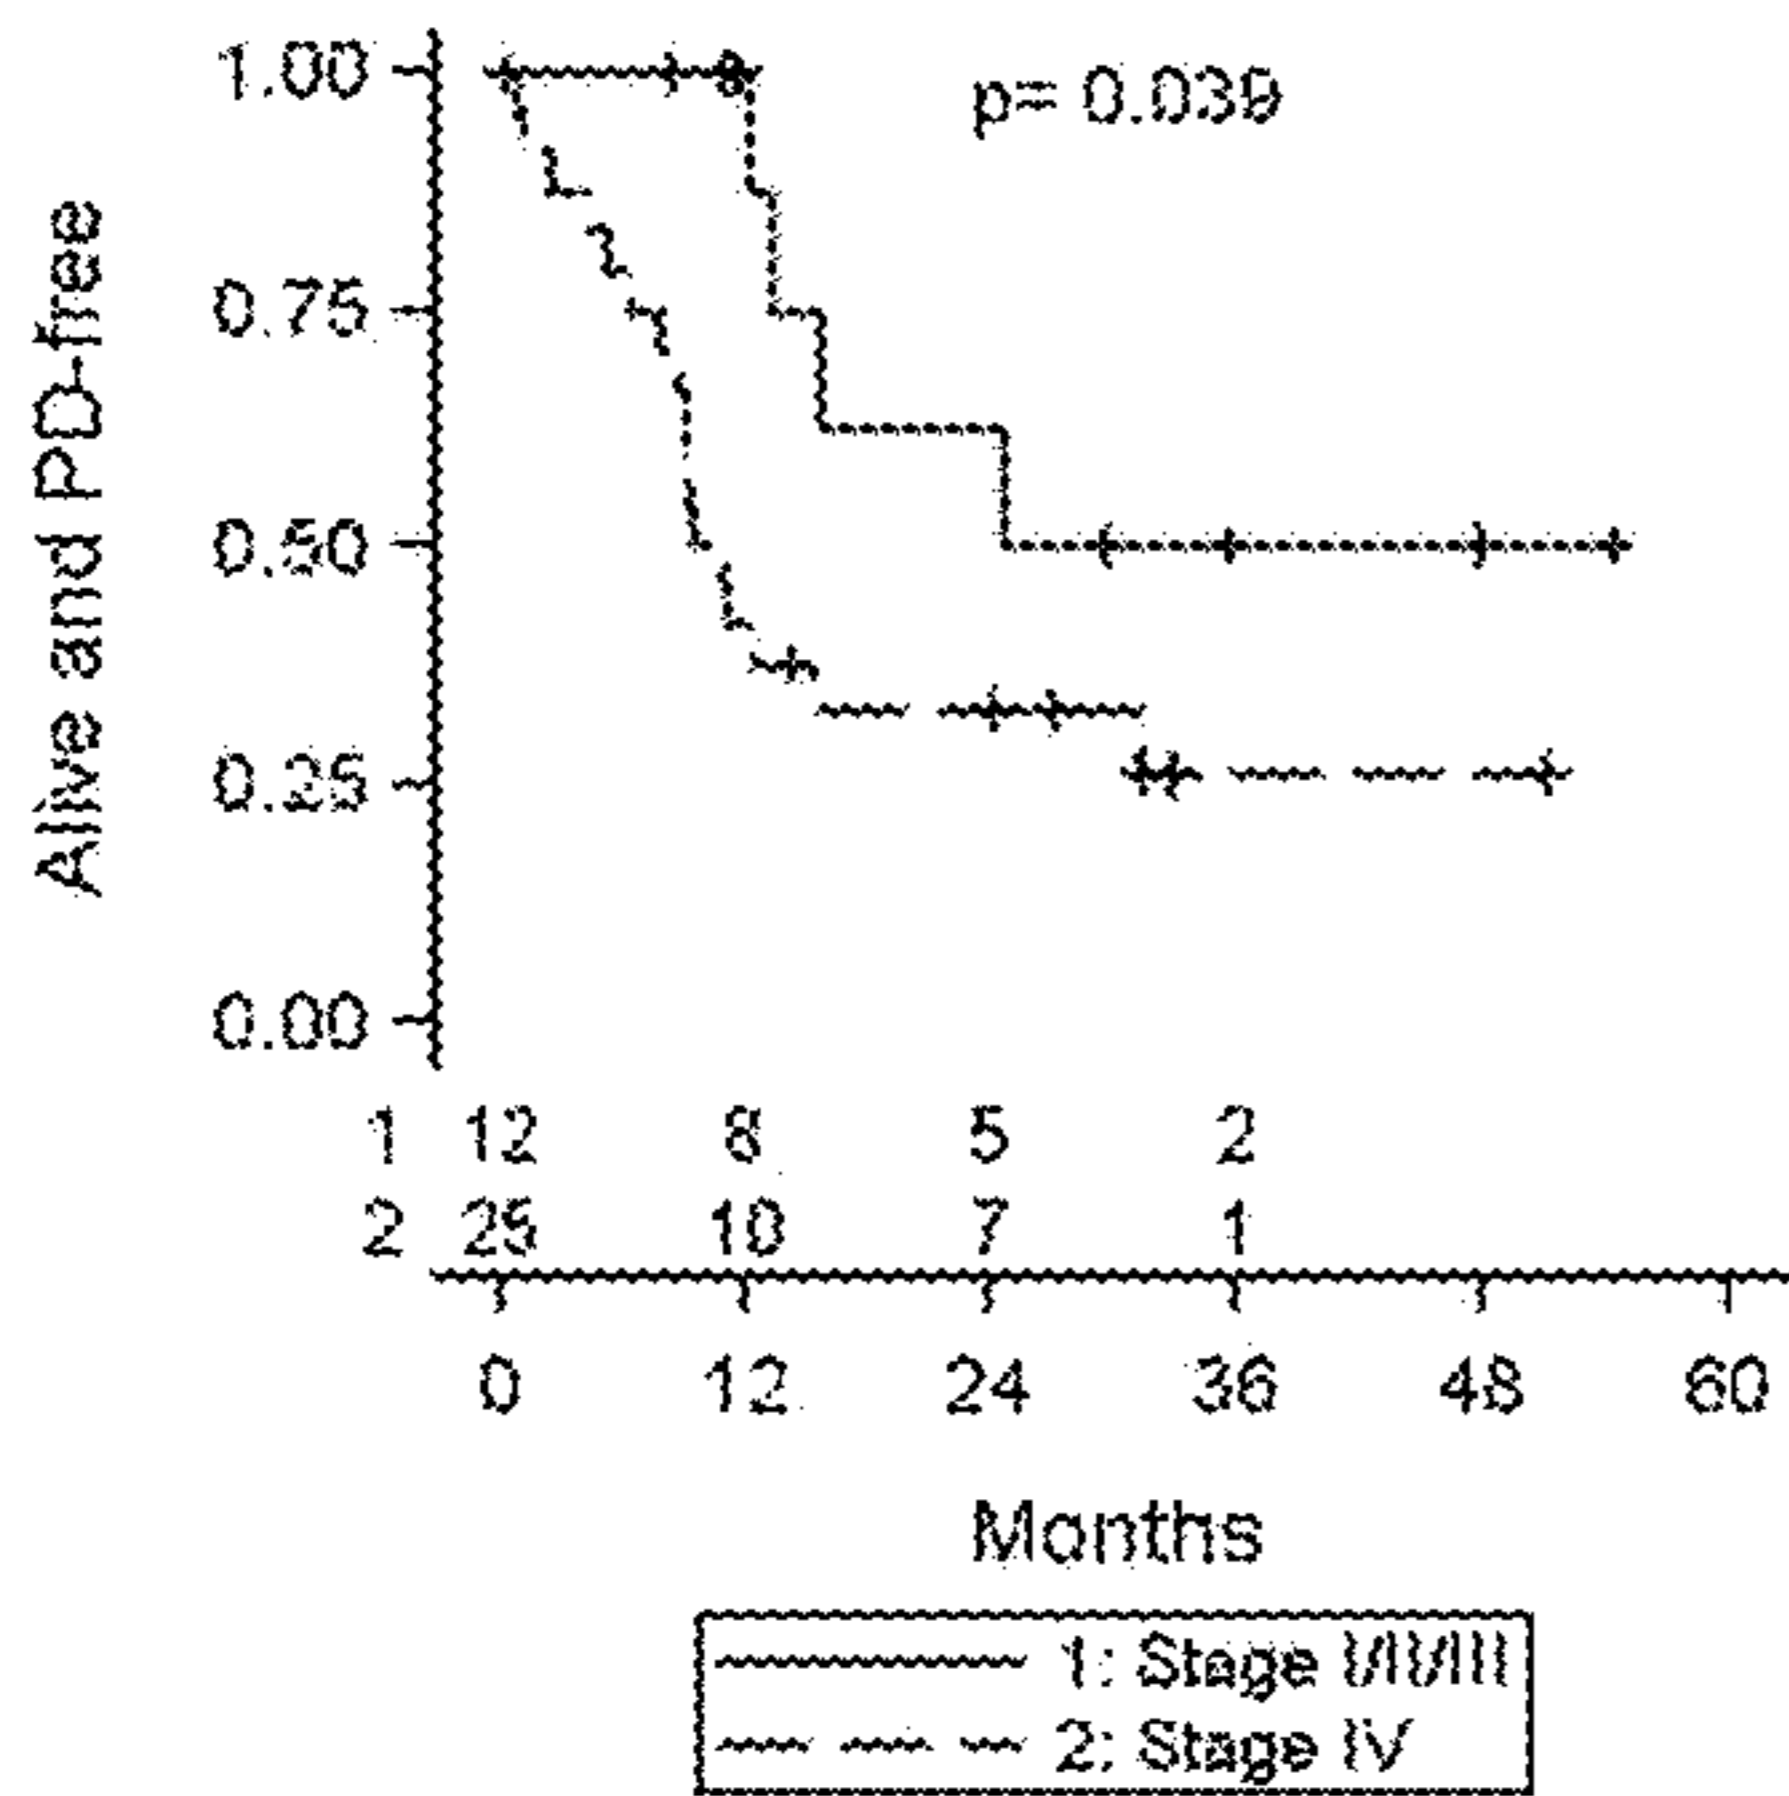 Alive and PD-free
1.00
0.75
0.50
0.25
0.00
p= 0.039
1 12 8 5 2
2 25 10 7 1
0 12 24 36 48 60
Months
1: Stage I/II/III
2: Stage IV